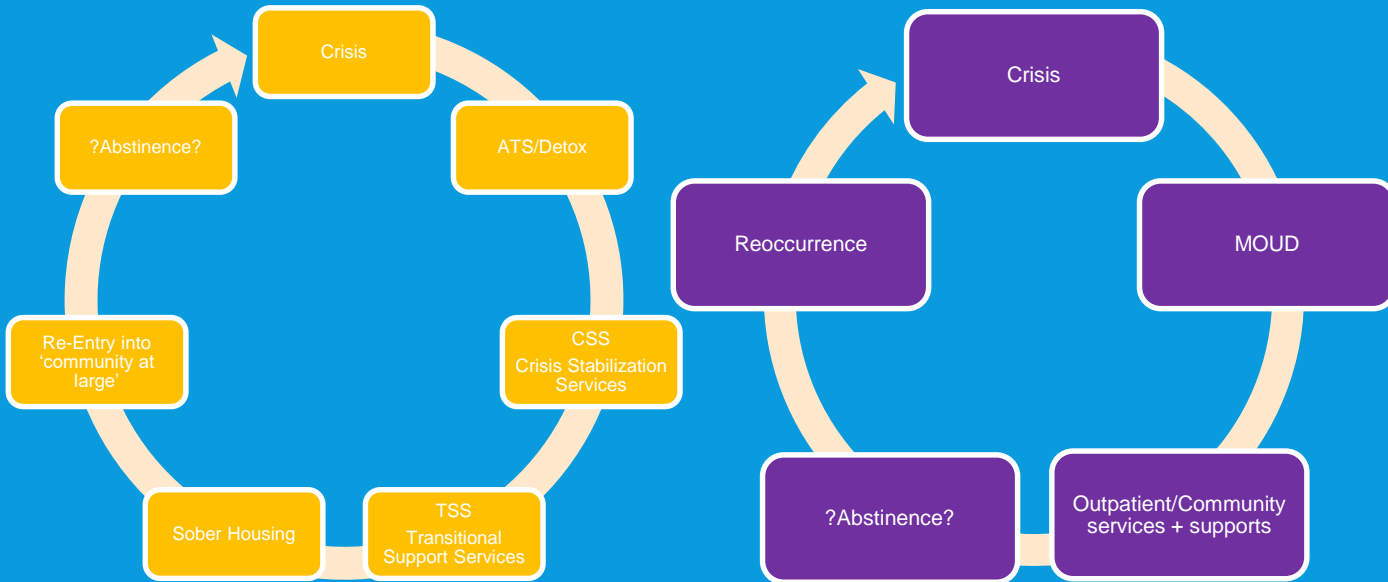 Crisis
ATS/Detox
CSS
Crisis Stabilization
Services
TSS
Transitional
Support Services
Sober Housing
Re-Entry into
‘community at
large’
?Abstinence?
Crisis
MOUD
Outpatient/Community
services + supports
?Abstinence?
Reoccurrence